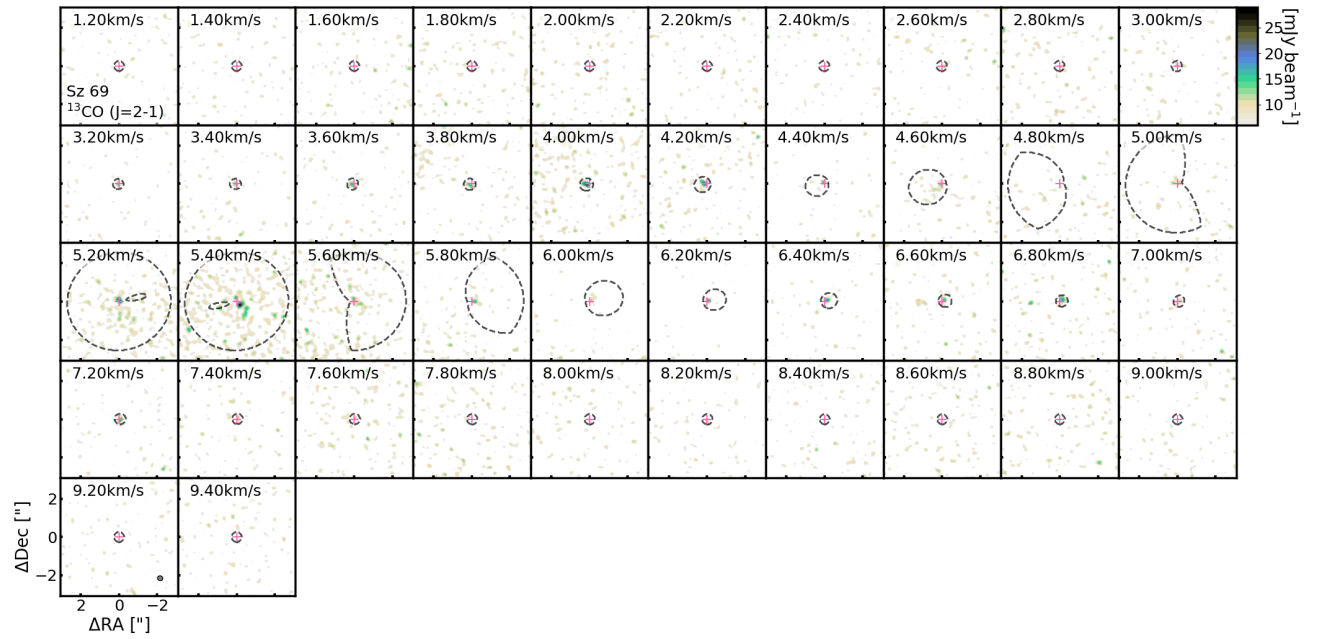 1.20km/s 1.40km/s 1.60km/s 1.80km/s 2.00km/s 2.20km/s 2.40km/s 2.60km/s 2.80km/s 3.00km/s
Sz 69
¹³CO (J=2-1)
25
20
15
10
[mJy beam⁻¹]
3.20km/s 3.40km/s 3.60km/s 3.80km/s 4.00km/s 4.20km/s 4.40km/s 4.60km/s 4.80km/s 5.00km/s
5.20km/s 5.40km/s 5.60km/s 5.80km/s 6.00km/s 6.20km/s 6.40km/s 6.60km/s 6.80km/s 7.00km/s
7.20km/s 7.40km/s 7.60km/s 7.80km/s 8.00km/s 8.20km/s 8.40km/s 8.60km/s 8.80km/s 9.00km/s
9.20km/s 9.40km/s
2
0
−2
ΔDec ["]
2 0 −2
ΔRA ["]